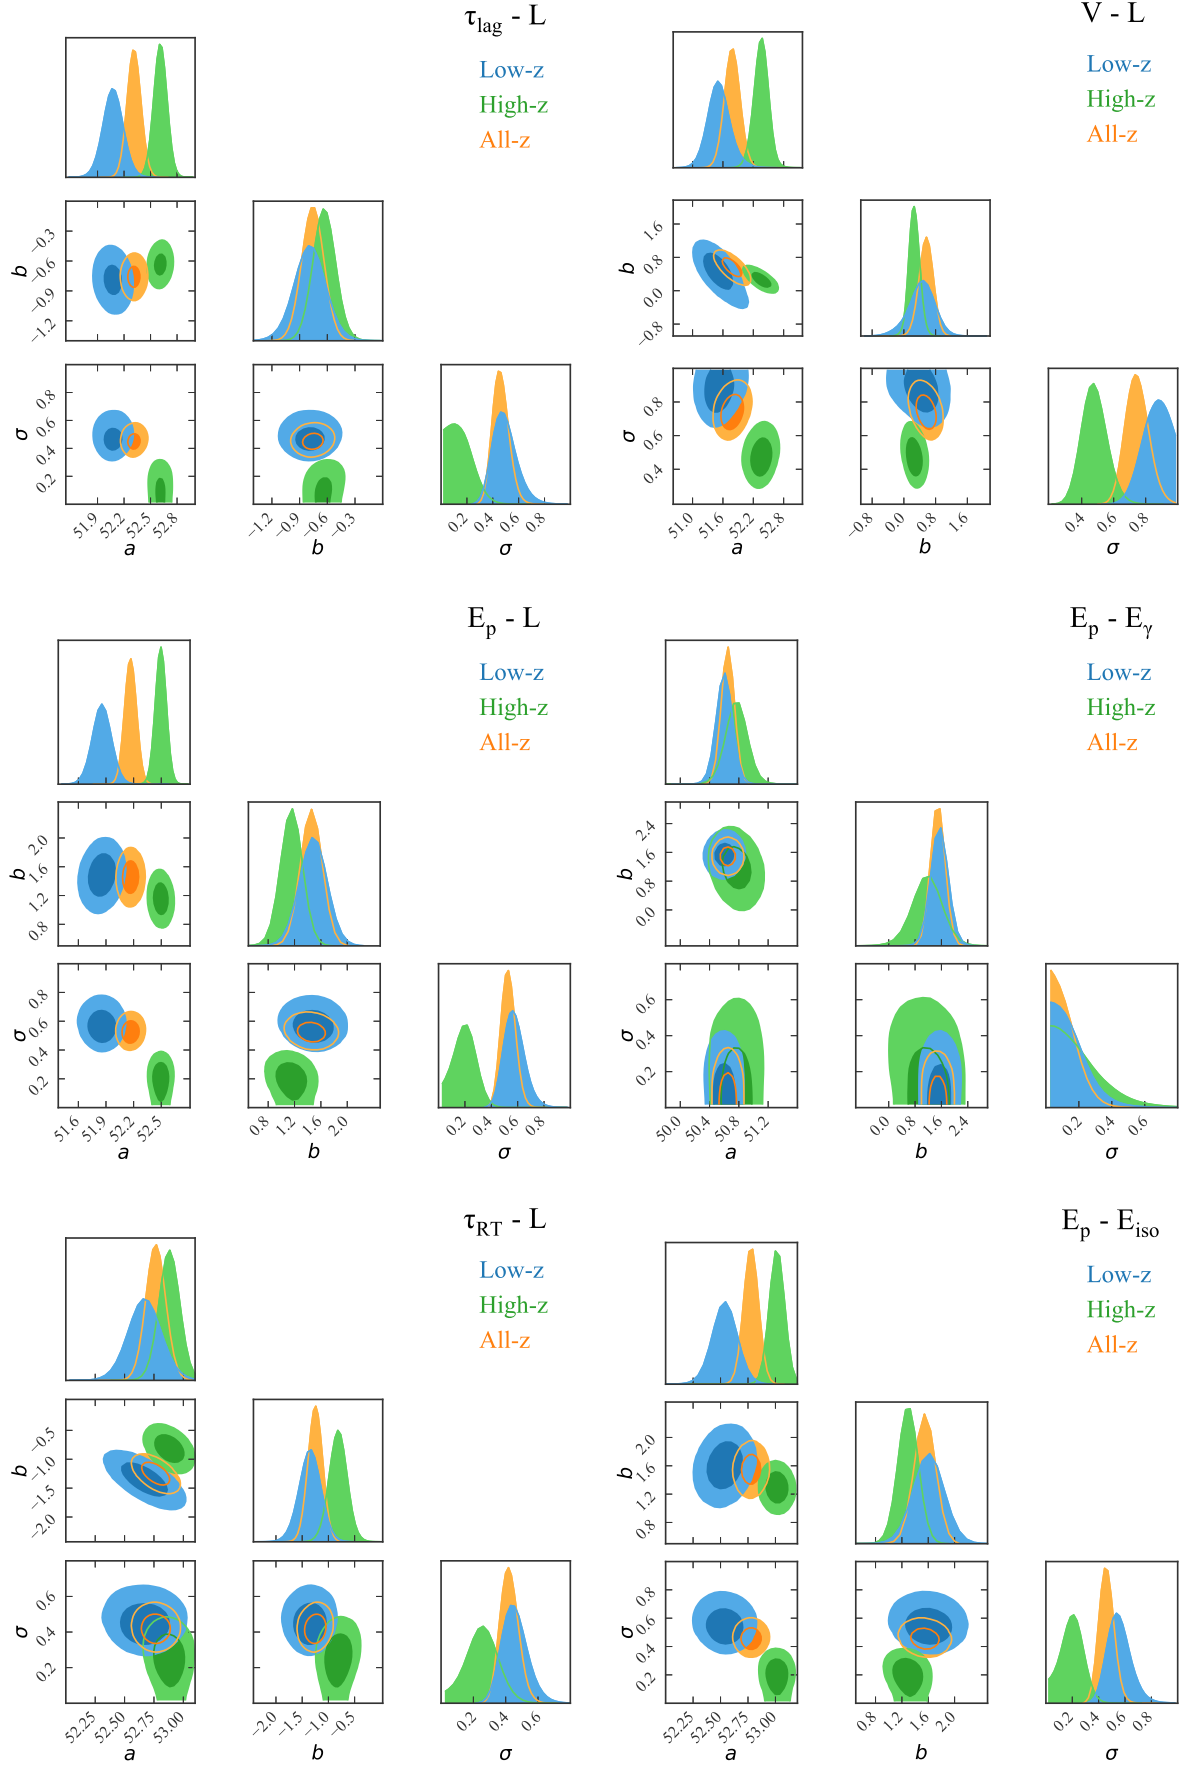 τlag - L
Low-z
High-z
All-z
b
−0.3
−0.6
−0.9
−1.2
σ
0.8
0.6
0.4
0.2
51.9 52.2 52.5 52.8
a
−1.2 −0.9 −0.6 −0.3
b
0.2 0.4 0.6 0.8
σ
V - L
Low-z
High-z
All-z
b
1.6
0.8
0.0
−0.8
σ
0.8
0.6
0.4
51.0 51.6 52.2 52.8
a
−0.8 0.0 0.8 1.6
b
0.4 0.6 0.8
σ
Ep - L
Low-z
High-z
All-z
b
2.0
1.6
1.2
0.8
σ
0.8
0.6
0.4
0.2
51.6 51.9 52.2 52.5
a
0.8 1.2 1.6 2.0
b
0.2 0.4 0.6 0.8
σ
Ep - Eγ
Low-z
High-z
All-z
b
2.4
1.6
0.8
0.0
σ
0.6
0.4
0.2
50.0 50.4 50.8 51.2
a
0.0 0.8 1.6 2.4
b
0.2 0.4 0.6
σ
τRT - L
Low-z
High-z
All-z
b
−0.5
−1.0
−1.5
−2.0
σ
0.6
0.4
0.2
52.25 52.50 52.75 53.00
a
−2.0 −1.5 −1.0 −0.5
b
0.2 0.4 0.6
σ
Ep - Eiso
Low-z
High-z
All-z
b
2.0
1.6
1.2
0.8
σ
0.8
0.6
0.4
0.2
52.25 52.50 52.75 53.00
a
0.8 1.2 1.6 2.0
b
0.2 0.4 0.6 0.8
σ